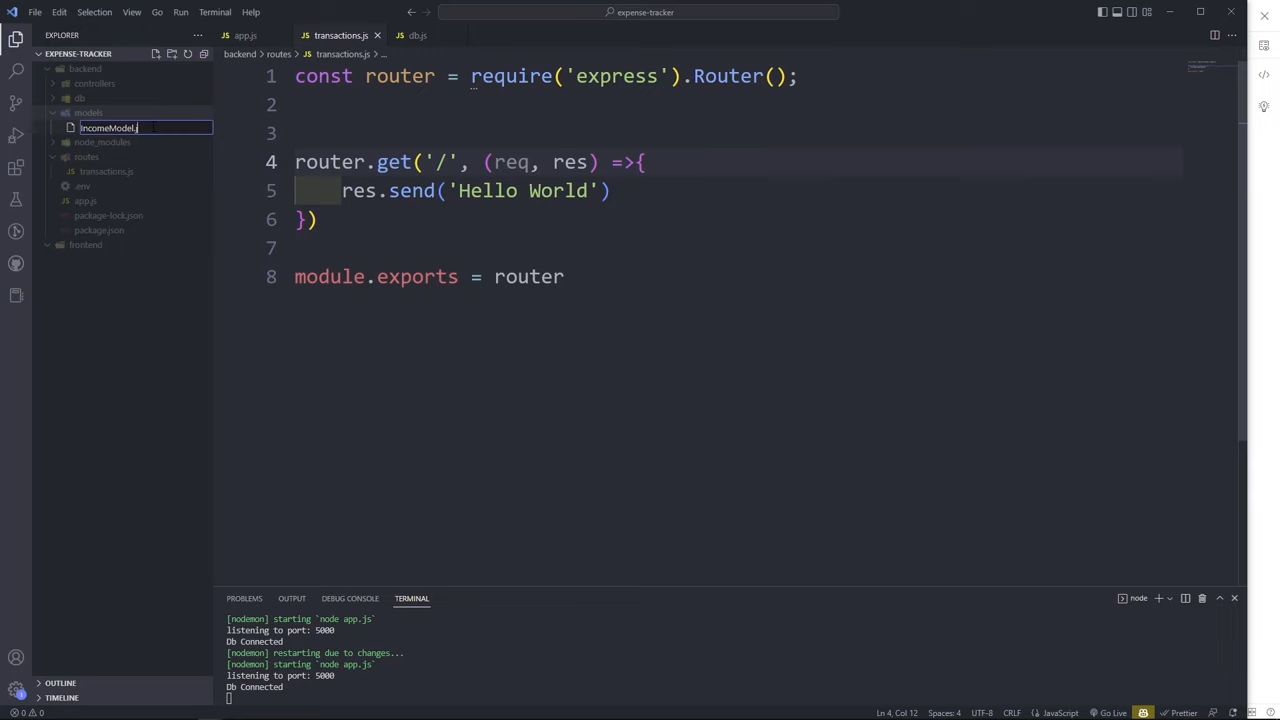 File Edit Selection View Go Run Terminal Help
expense-tracker
EXPLORER
app.js
transactions.js
db.js
EXPENSE-TRACKER
backend > routes > transactions.js > ...
backend
controllers
db
models
IncomeModel.j
node_modules
routes
transactions.js
.env
app.js
package-lock.json
package.json
frontend
1 const router = require('express').Router();
2
3
4 router.get('/', (req, res) =>{
5 res.send('Hello World')
6 })
7
8 module.exports = router
PROBLEMS OUTPUT DEBUG CONSOLE TERMINAL
node
[nodemon] starting `node app.js`
listening to port: 5000
Db Connected
[nodemon] restarting due to changes...
[nodemon] starting `node app.js`
listening to port: 5000
Db Connected
OUTLINE
TIMELINE
1
0 0
Ln 4, Col 12 Spaces: 4 UTF-8 CRLF JavaScript Go Live Prettier